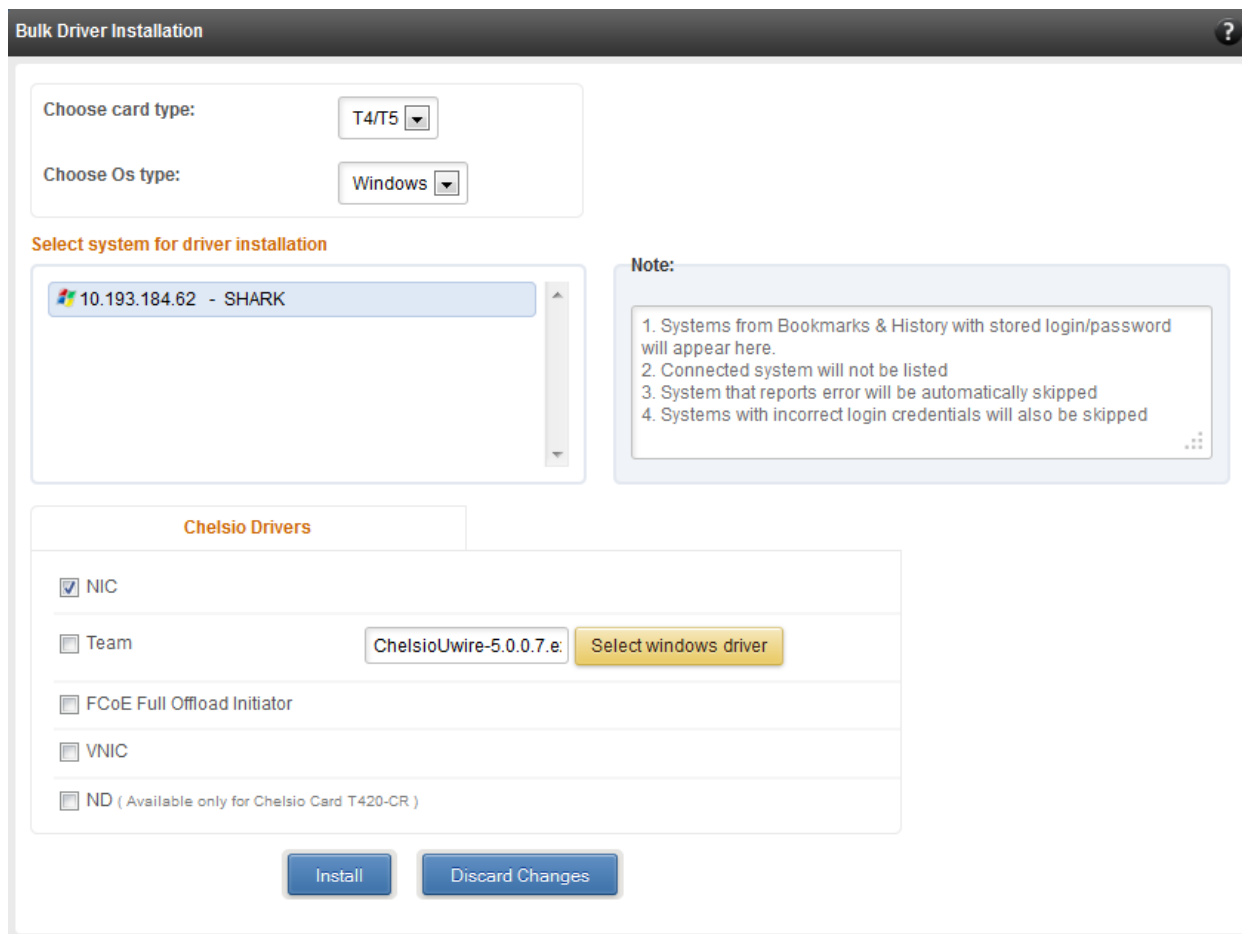 Bulk Driver Installation
?
Choose card type:
T4/T5
Choose Os type:
Windows
Select system for driver installation
10.193.184.62 - SHARK
Note:
1. Systems from Bookmarks & History with stored login/password
will appear here.
2. Connected system will not be listed
3. System that reports error will be automatically skipped
4. Systems with incorrect login credentials will also be skipped
Chelsio Drivers
NIC
Team
ChelsioUwire-5.0.0.7.e
Select windows driver
FCoE Full Offload Initiator
VNIC
ND ( Available only for Chelsio Card T420-CR )
Install
Discard Changes